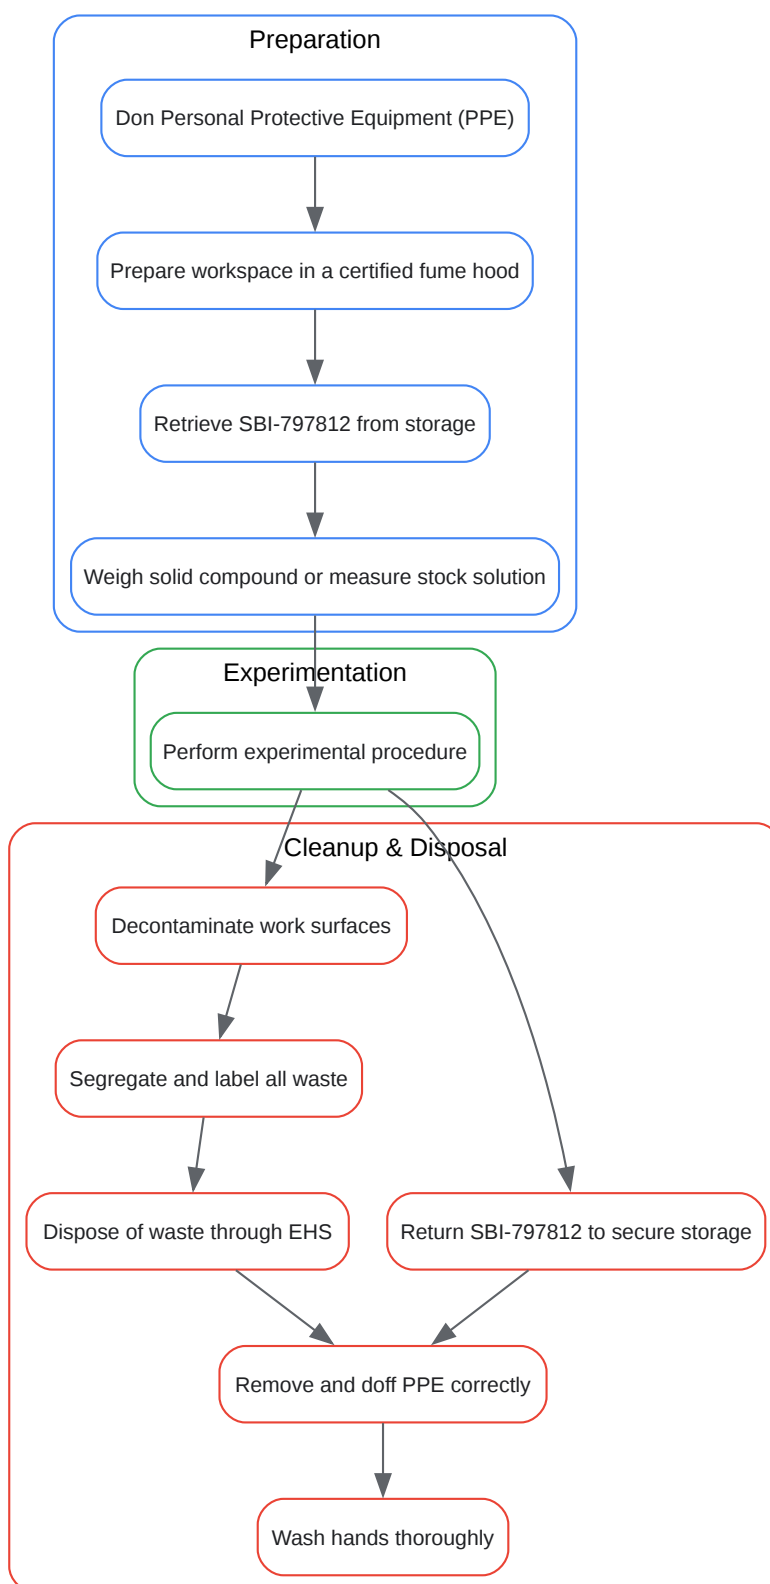 Preparation
Don Personal Protective Equipment (PPE)
Prepare workspace in a certified fume hood
Retrieve SBI-797812 from storage
Weigh solid compound or measure stock solution
Experimentation
Perform experimental procedure
Cleanup & Disposal
Decontaminate work surfaces
Segregate and label all waste
Dispose of waste through EHS
Return SBI-797812 to secure storage
Remove and doff PPE correctly
Wash hands thoroughly